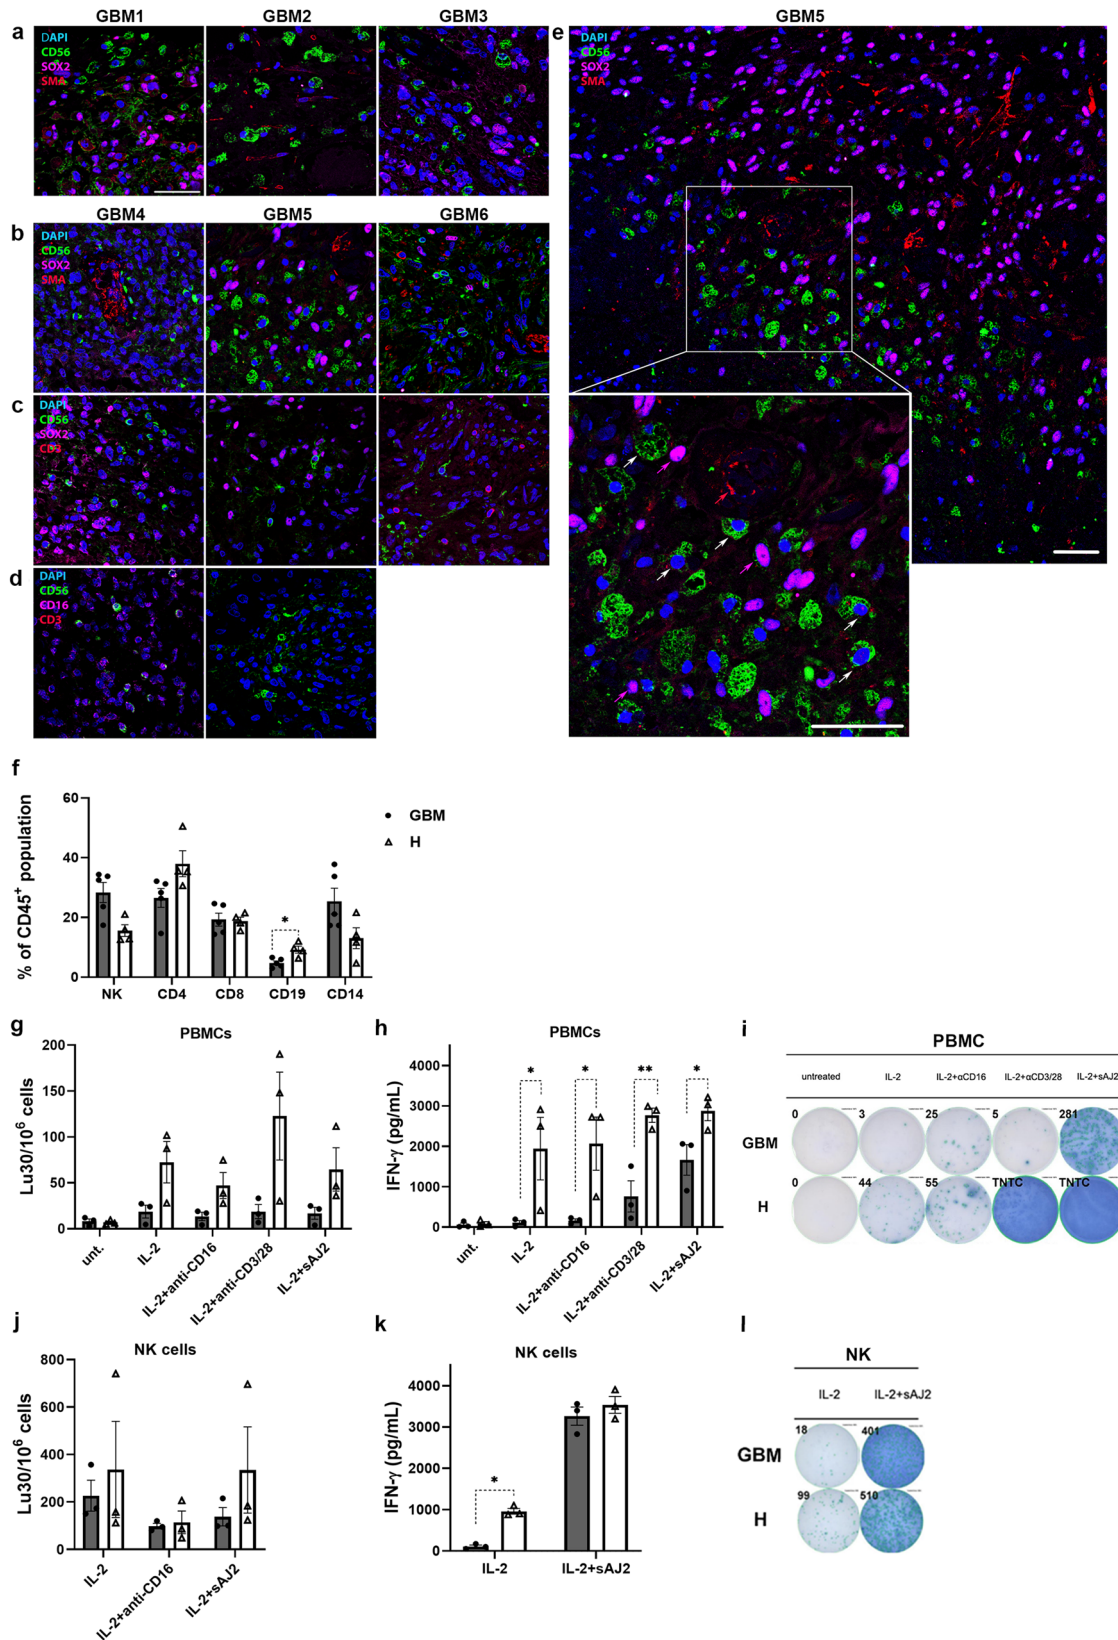 GBM1 GBM2 GBM3
a
DAPI
CD56
SOX2
SMA
GBM5
e
DAPI
CD56
SOX2
SMA
GBM4 GBM5 GBM6
b
DAPI
CD56
SOX2
SMA
c
DAPI
CD56
SOX2
CD3
d
DAPI
CD56
CD16
CD3
f
% of CD45+ population
60
40
20
0
*
NK CD4 CD8 CD19 CD14
GBM
H
g
PBMCs
Lu30/10^6 cells
200
150
100
50
0
unt. IL-2 IL-2+anti-CD16 IL-2+anti-CD3/28 IL-2+sAJ2
h
PBMCs
IFN-γ (pg/mL)
4000
3000
2000
1000
0
* * ** *
unt. IL-2 IL-2+anti-CD16 IL-2+anti-CD3/28 IL-2+sAJ2
i
PBMC
untreated IL-2 IL-2+αCD16 IL-2+αCD3/28 IL-2+sAJ2
GBM 0 3 25 5 281
H 0 44 55 TNTC TNTC
j
NK cells
Lu30/10^6 cells
800
600
400
200
0
IL-2 IL-2+anti-CD16 IL-2+sAJ2
k
NK cells
IFN-γ (pg/mL)
4000
3000
2000
1000
0
*
IL-2 IL-2+sAJ2
l
NK
IL-2 IL-2+sAJ2
GBM 18 401
H 99 510